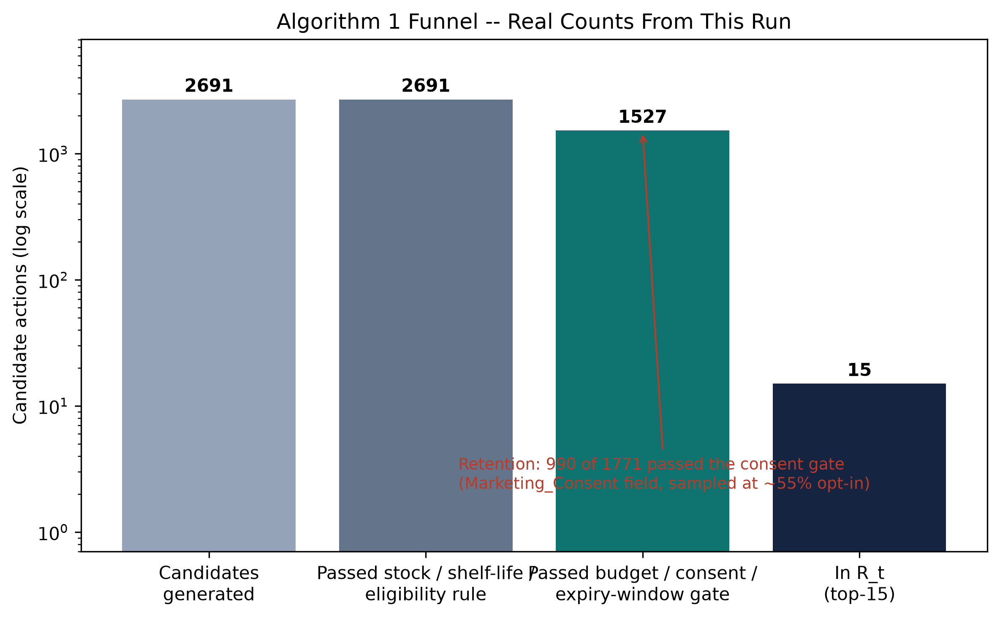 Algorithm 1 Funnel -- Real Counts From This Run
Candidate actions (log scale)
10³
10²
10¹
10⁰
2691
2691
1527
15
Retention: 990 of 1771 passed the consent gate
(Marketing_Consent field, sampled at ~55% opt-in)
Candidates
generated
Passed stock / shelf-life /
eligibility rule
Passed budget / consent /
expiry-window gate
In R_t
(top-15)